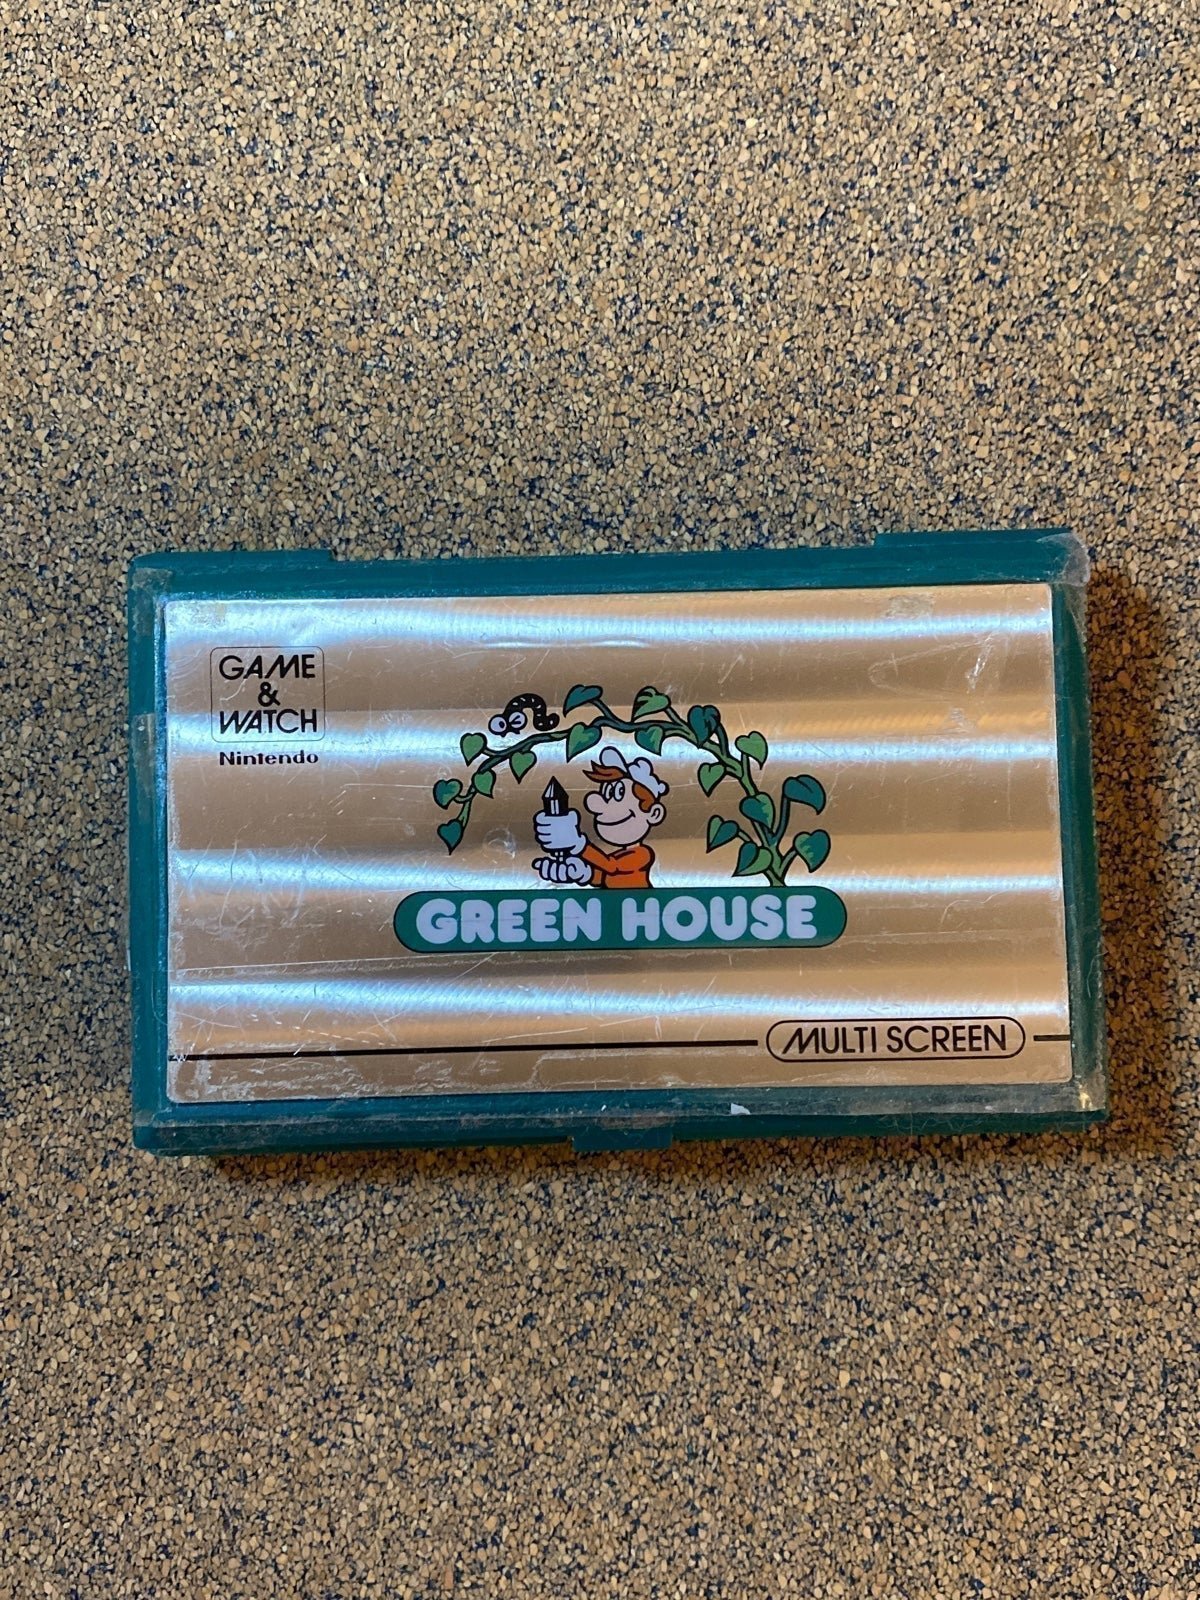 GAME
&
WATCH
Nintendo
GREEN HOUSE
MULTI SCREEN